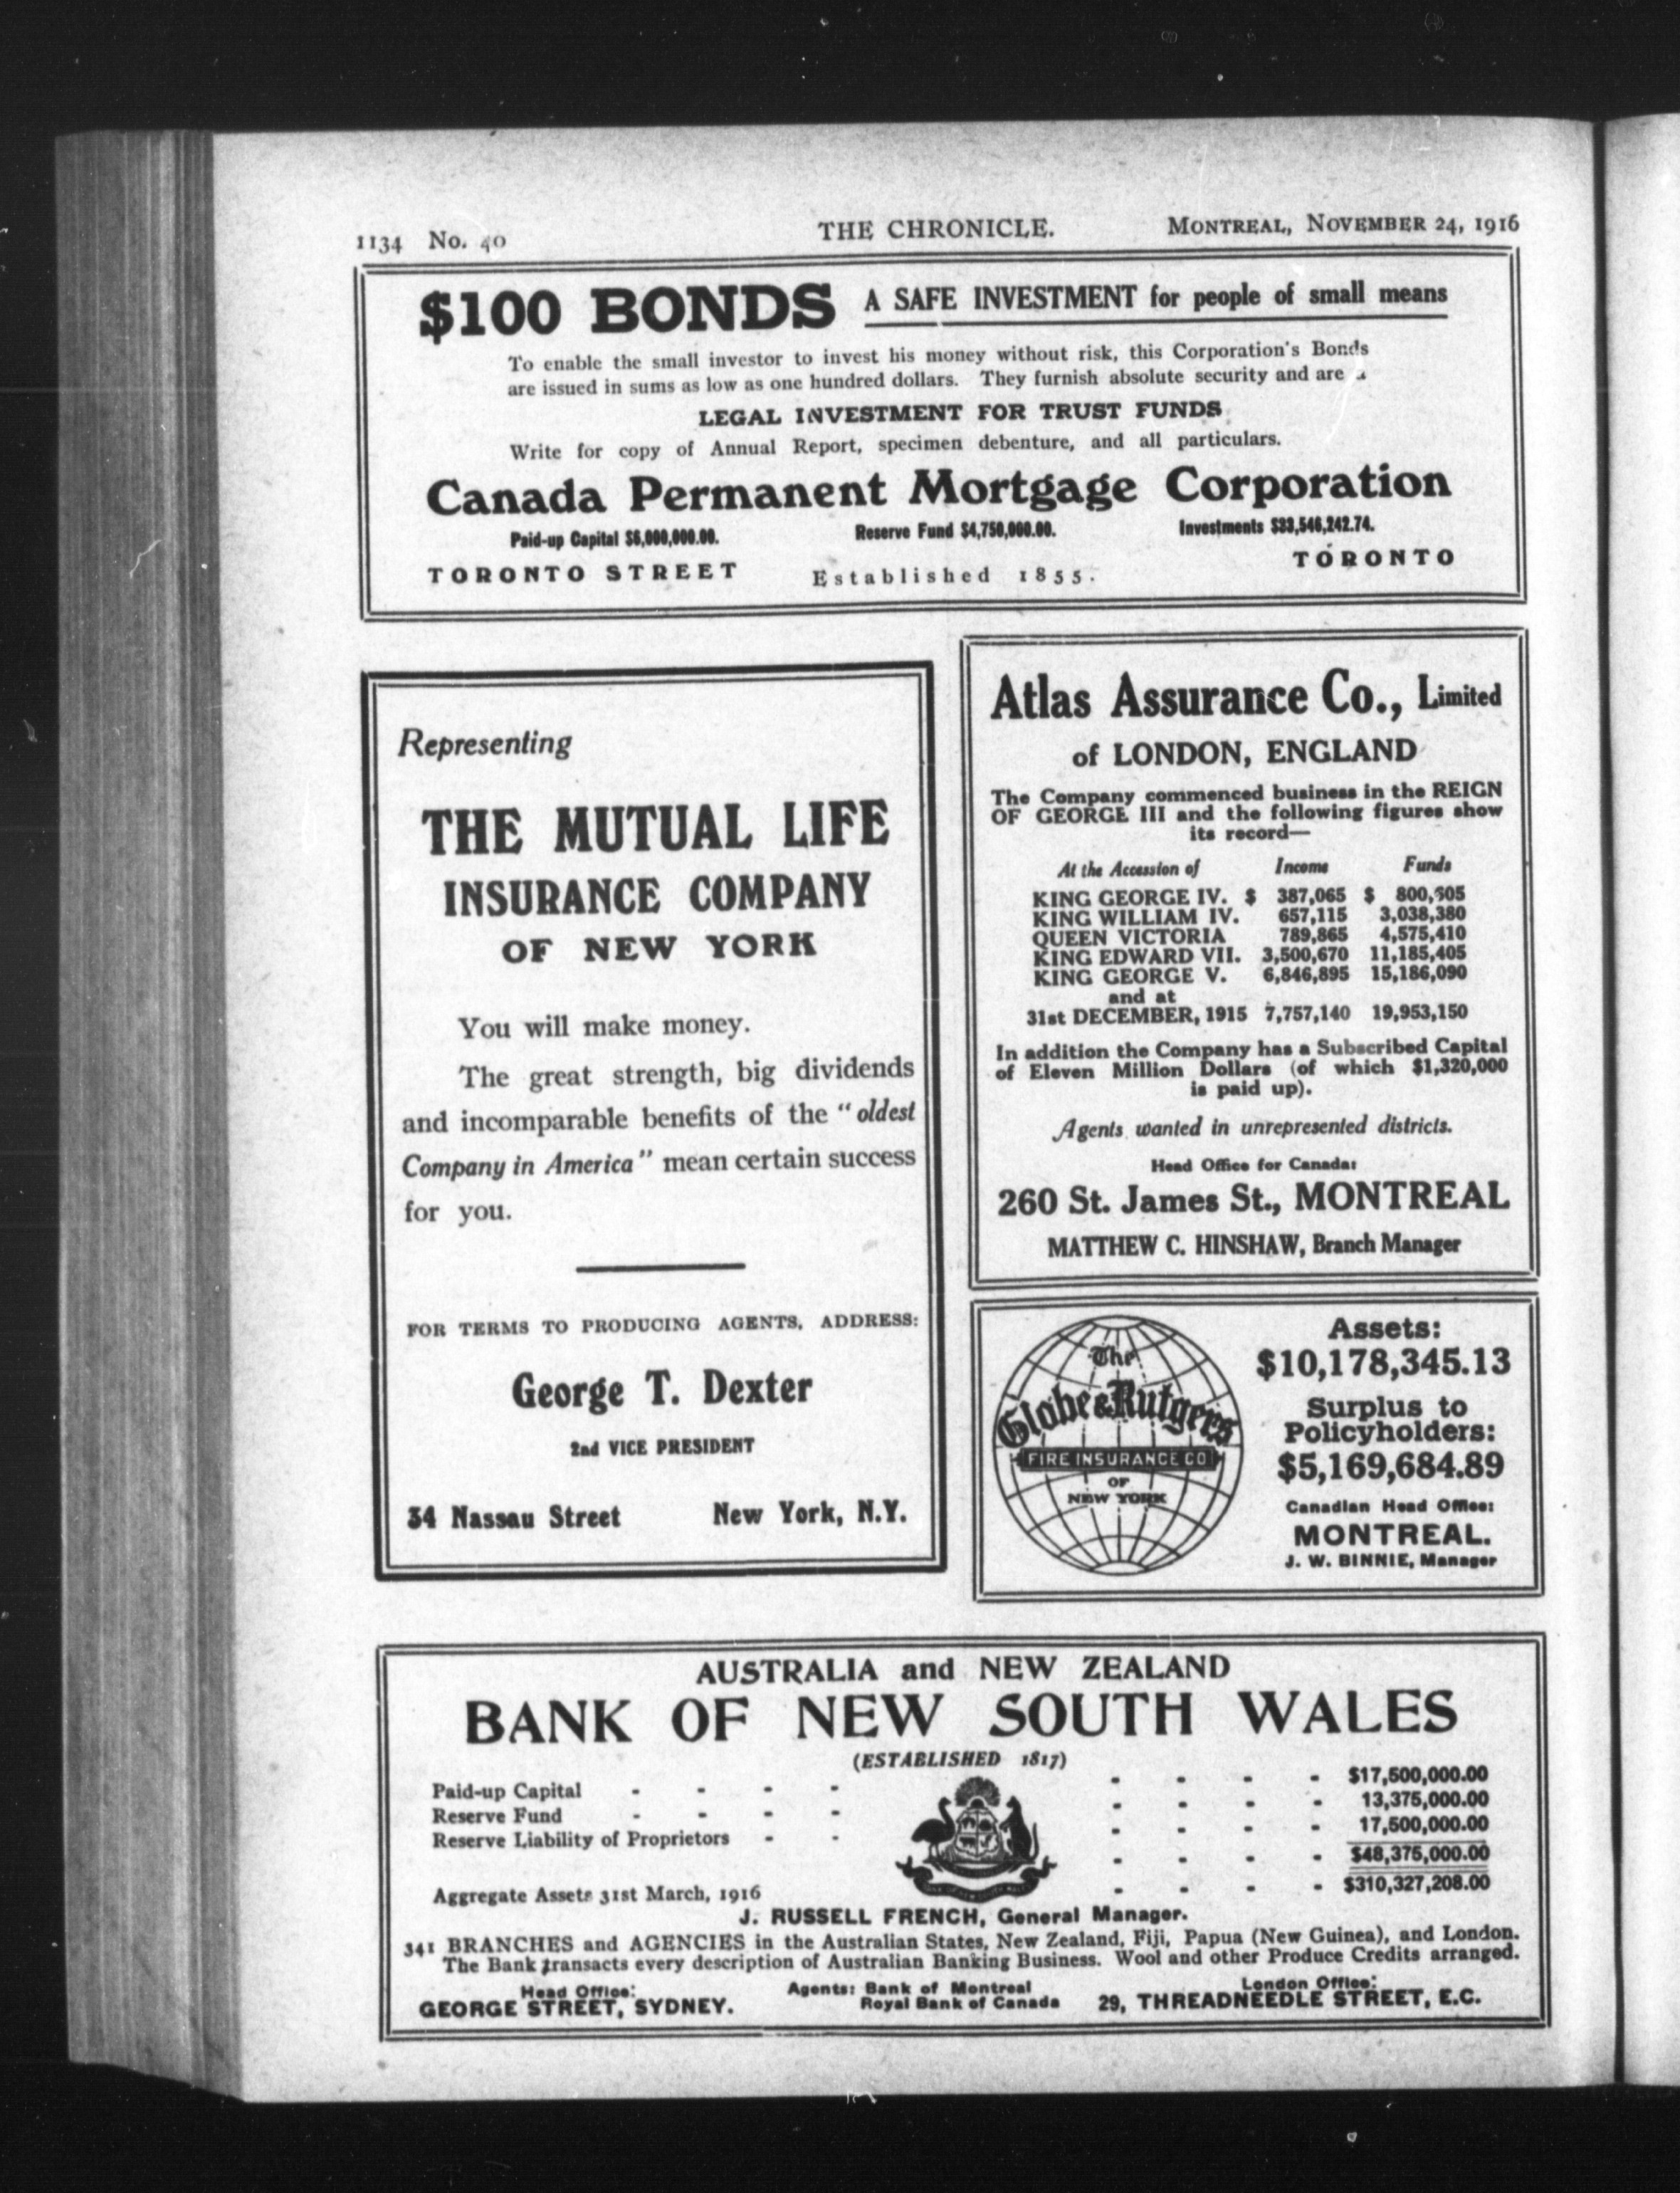 1134 No. 40 THE CHRONICLE. MONTREAL, NOVEMBER 24, 1916
$100 BONDS A SAFE INVESTMENT for people of small means
To enable the small investor to invest his money without risk, this Corporation's Bonds
are issued in sums as low as one hundred dollars. They furnish absolute security and are a
LEGAL INVESTMENT FOR TRUST FUNDS
Write for copy of Annual Report, specimen debenture, and all particulars.
Canada Permanent Mortgage Corporation
Paid-up Capital $6,000,000.00. Reserve Fund $4,750,000.00. Investments $33,546,242.74.
TORONTO STREET Established 1855. TORONTO
Representing
THE MUTUAL LIFE
INSURANCE COMPANY
OF NEW YORK
You will make money.
The great strength, big dividends
and incomparable benefits of the "oldest
Company in America" mean certain success
for you.
FOR TERMS TO PRODUCING AGENTS, ADDRESS:
George T. Dexter
2nd VICE PRESIDENT
34 Nassau Street New York, N.Y.
Atlas Assurance Co., Limited
of LONDON, ENGLAND
The Company commenced business in the REIGN
OF GEORGE III and the following figures show
its record—
At the Accession of Income Funds
KING GEORGE IV. $ 387,065 $ 800,605
KING WILLIAM IV. 657,115 3,038,380
QUEEN VICTORIA 789,865 4,575,410
KING EDWARD VII. 3,500,670 11,185,405
KING GEORGE V. 6,846,895 15,186,090
and at
31st DECEMBER, 1915 7,757,140 19,953,150
In addition the Company has a Subscribed Capital
of Eleven Million Dollars (of which $1,320,000
is paid up).
Agents wanted in unrepresented districts.
Head Office for Canada:
260 St. James St., MONTREAL
MATTHEW C. HINSHAW, Branch Manager
The
Globe & Rutgers
FIRE INSURANCE CO
OF
NEW YORK
Assets:
$10,178,345.13
Surplus to
Policyholders:
$5,169,684.89
Canadian Head Office:
MONTREAL.
J. W. BINNIE, Manager
AUSTRALIA and NEW ZEALAND
BANK OF NEW SOUTH WALES
(ESTABLISHED 1817)
Paid-up Capital - - - - - - - - $17,500,000.00
Reserve Fund - - - - - - - - 13,375,000.00
Reserve Liability of Proprietors - - - - - - 17,500,000.00
- - - - $48,375,000.00
Aggregate Assets 31st March, 1916 - - - - $310,327,208.00
J. RUSSELL FRENCH, General Manager.
341 BRANCHES and AGENCIES in the Australian States, New Zealand, Fiji, Papua (New Guinea), and London.
The Bank transacts every description of Australian Banking Business. Wool and other Produce Credits arranged.
Head Office: Agents: Bank of Montreal London Office:
GEORGE STREET, SYDNEY. Royal Bank of Canada 29, THREADNEEDLE STREET, E.C.